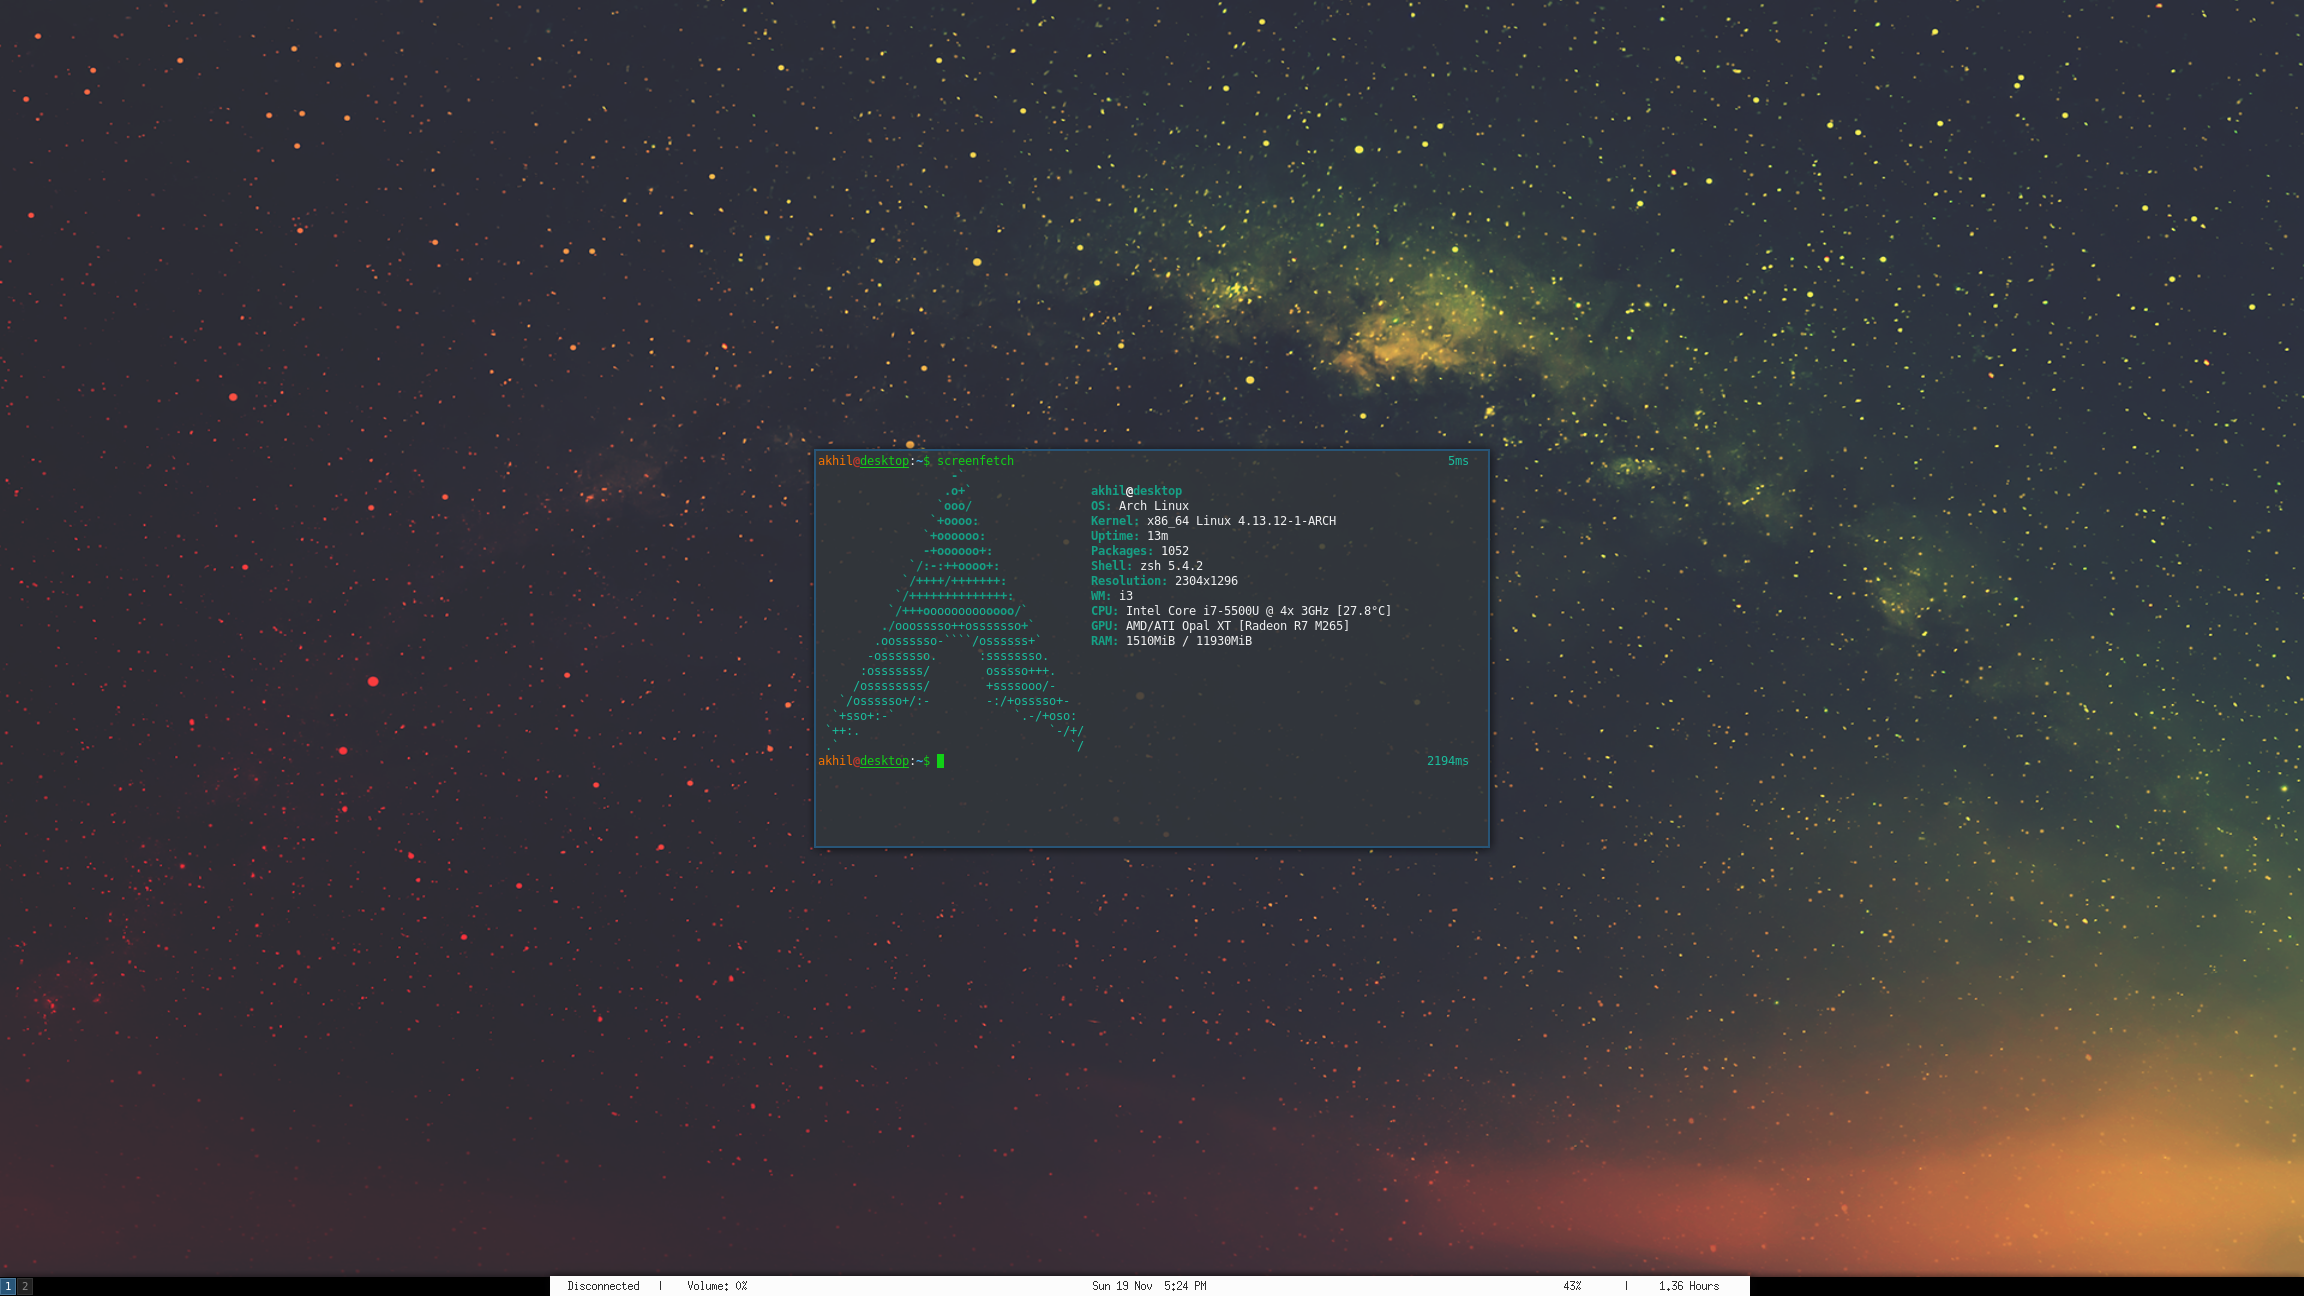 akhil@desktop:~$ screenfetch 5ms
-`
.o+` akhil@desktop
`ooo/ OS: Arch Linux
`+oooo: Kernel: x86_64 Linux 4.13.12-1-ARCH
`+oooooo: Uptime: 13m
-+oooooo+: Packages: 1052
`/:-:++oooo+: Shell: zsh 5.4.2
`/++++/+++++++: Resolution: 2304x1296
`/++++++++++++++: WM: i3
`/+++ooooooooooooo/` CPU: Intel Core i7-5500U @ 4x 3GHz [27.8°C]
./ooosssso++osssssso+` GPU: AMD/ATI Opal XT [Radeon R7 M265]
.oossssso-````/ossssss+` RAM: 1510MiB / 11930MiB
-osssssso. :ssssssso.
:osssssss/ osssso+++.
/ossssssss/ +ssssooo/-
`/ossssso+/:- -:/+osssso+-
`+sso+:-` `.-/+oso:
`++:. `-/+/
.` `/
akhil@desktop:~$ 2194ms
1 2 Disconnected | Volume: 0% Sun 19 Nov 5:24 PM 43% | 1.36 Hours